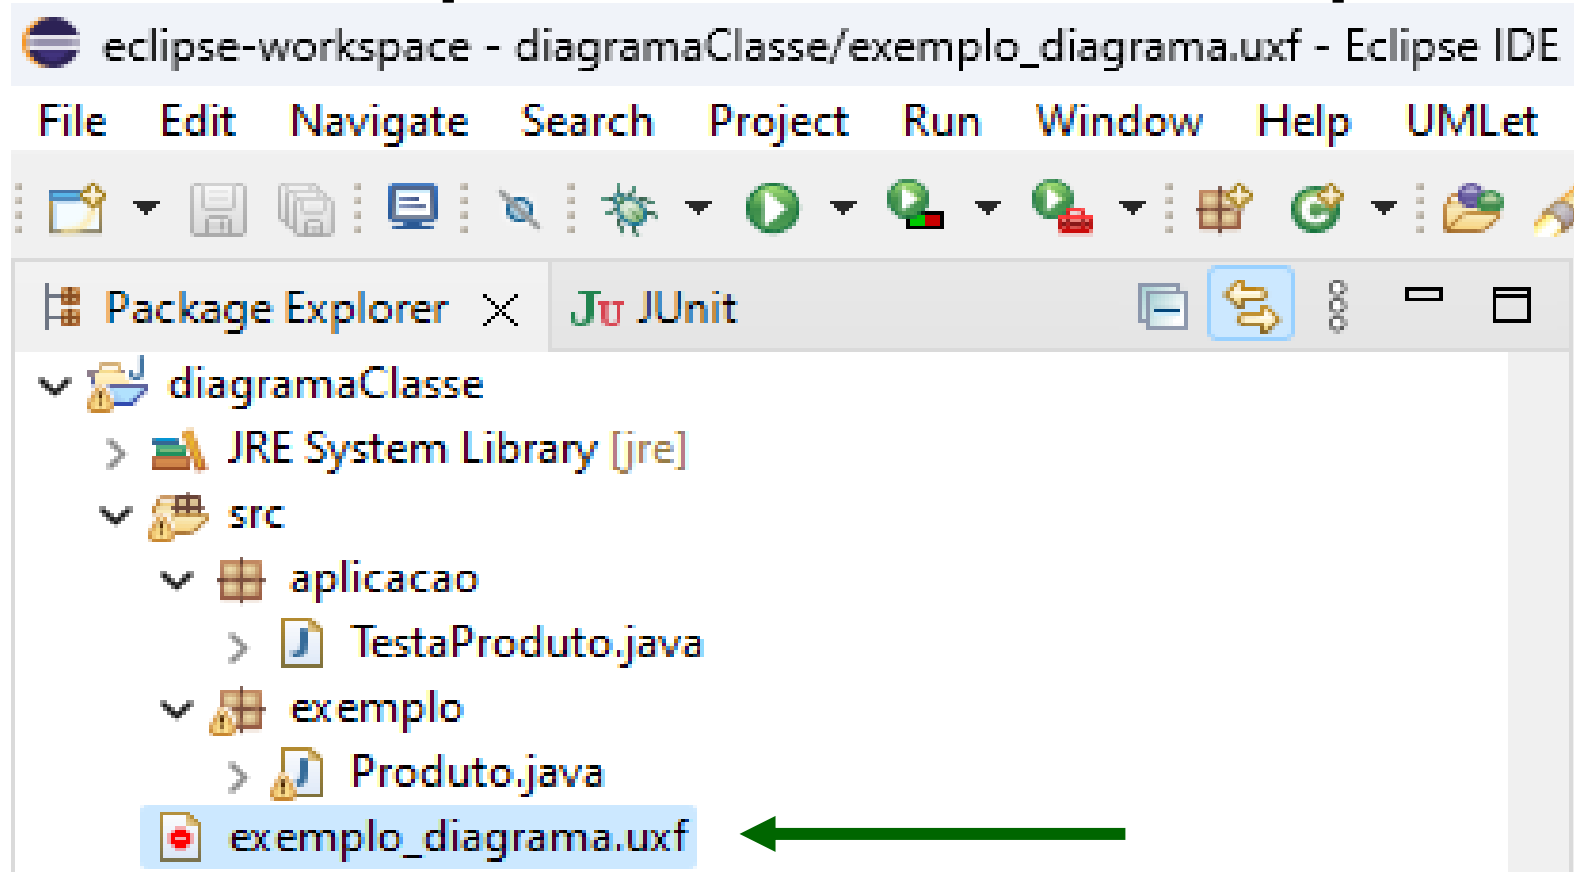 eclipse-workspace - diagramaClasse/exemplo_diagrama.uxf - Eclipse IDE
File Edit Navigate Search Project Run Window Help UMLet
Package Explorer JUnit
diagramaClasse
JRE System Library [jre]
src
aplicacao
TestaProduto.java
exemplo
Produto.java
exemplo_diagrama.uxf